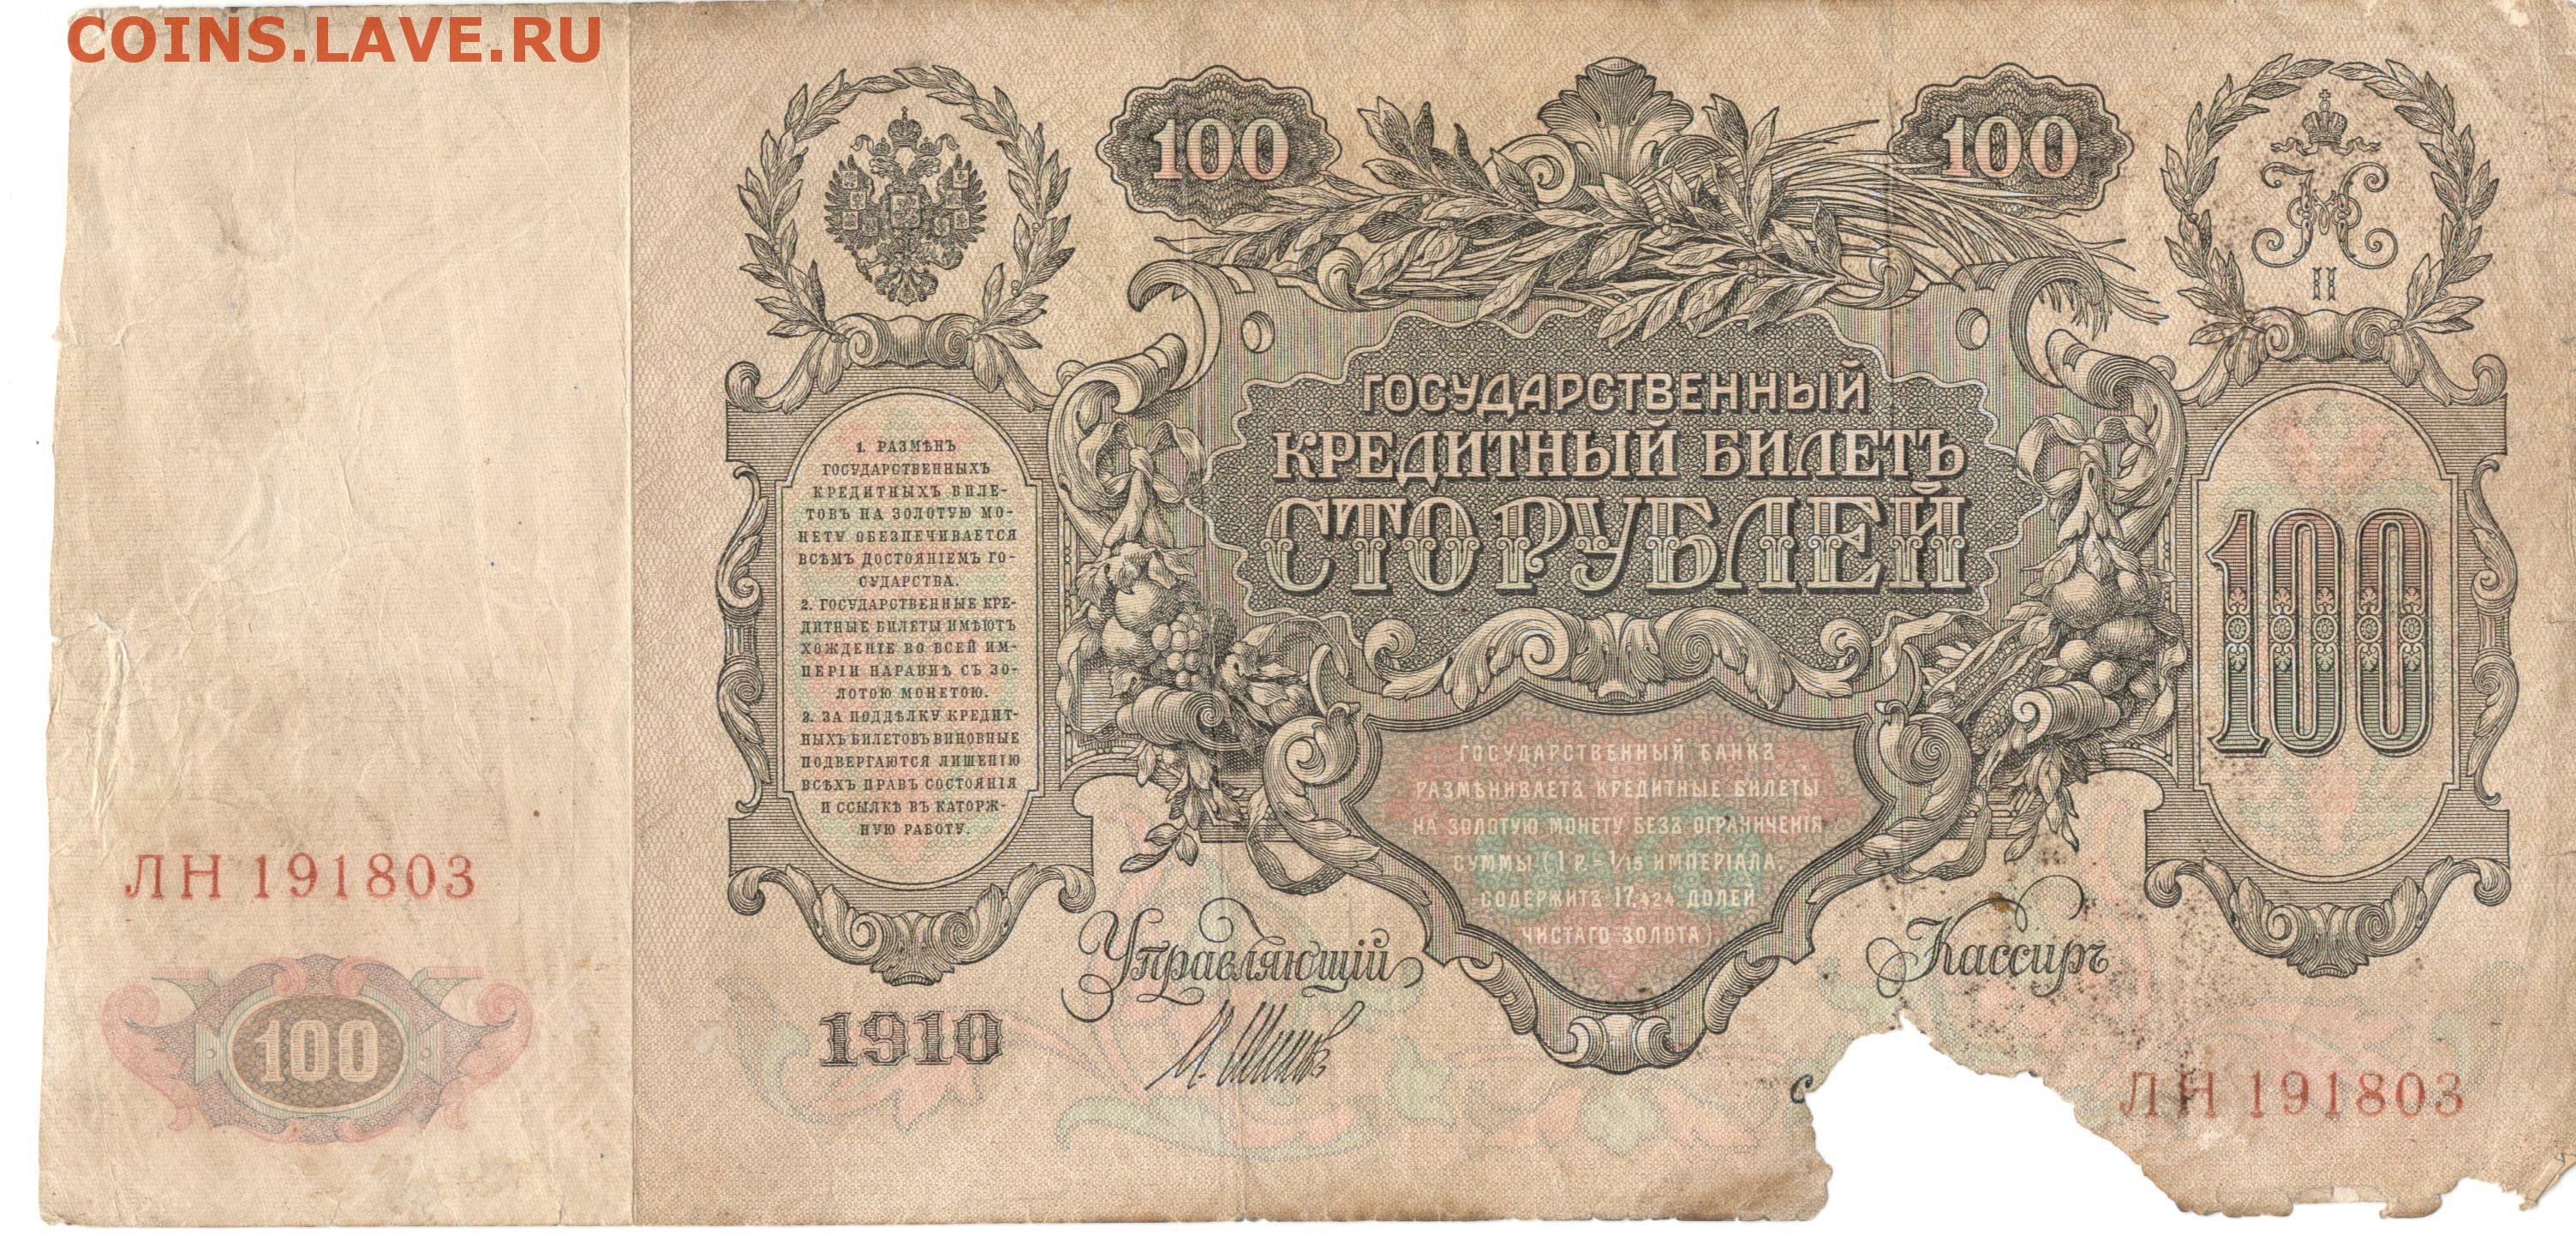 COINS.LAVE.RU
100
100
II
1. РАЗМѢНЪ
ГОСУДАРСТВЕННЫХЪ
КРЕДИТНЫХЪ БИЛЕ-
ТОВЪ НА ЗОЛОТУЮ МО-
НЕТУ ОБЕЗПЕЧИВАЕТСЯ
ВСѢМЪ ДОСТОЯНІЕМЪ ГО-
СУДАРСТВА.
2. ГОСУДАРСТВЕННЫЕ КРЕ-
ДИТНЫЕ БИЛЕТЫ ИМѢЮТЪ
ХОЖДЕНІЕ ВО ВСЕЙ ИМ-
ПЕРІИ НАРАВНѢ СЪ ЗО-
ЛОТОЮ МОНЕТОЮ.
3. ЗА ПОДДѢЛКУ КРЕДИТ-
НЫХЪ БИЛЕТОВЪ ВИНОВНЫЕ
ПОДВЕРГАЮТСЯ ЛИШЕНІЮ
ВСѢХЪ ПРАВЪ СОСТОЯНІЯ
И ССЫЛКѢ ВЪ КАТОРЖ-
НУЮ РАБОТУ.
ГОСУДАРСТВЕННЫЙ
КРЕДИТНЫЙ БИЛЕТЪ
СТО РУБЛЕЙ
100
ГОСУДАРСТВЕННЫЙ БАНКЪ
РАЗМѢНИВАЕТЪ КРЕДИТНЫЕ БИЛЕТЫ
НА ЗОЛОТУЮ МОНЕТУ БЕЗЪ ОГРАНИЧЕНІЯ
СУММЫ (1 Р. - 1/15 ИМПЕРІАЛА,
СОДЕРЖИТЪ 17,424 ДОЛЕЙ
ЧИСТАГО ЗОЛОТА).
ЛН 191803
100
Управляющій
Кассиръ
1910
И. Шипов
ЛН 191803